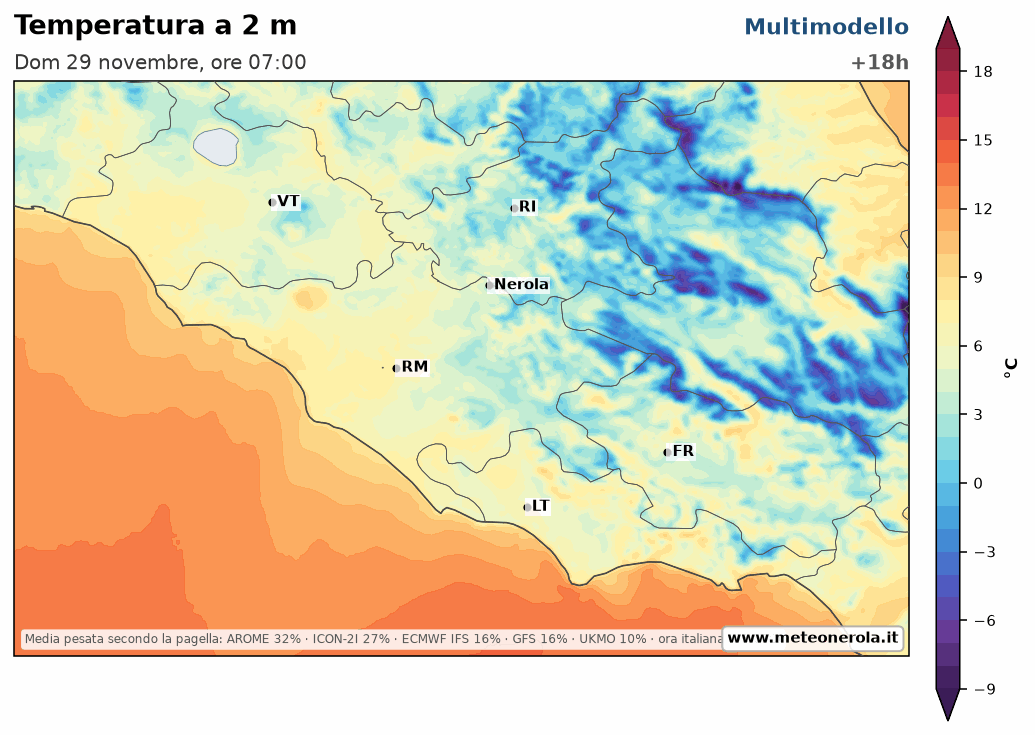 Temperatura a 2 m
Multimodello
Dom 29 novembre, ore 07:00
+18h
VT
RI
Nerola
RM
FR
LT
Media pesata secondo la pagella: AROME 32% · ICON-2I 27% · ECMWF IFS 16% · GFS 16% · UKMO 10% · ora italiana
www.meteonerola.it
18
15
12
9
6
3
0
−3
−6
−9
°C